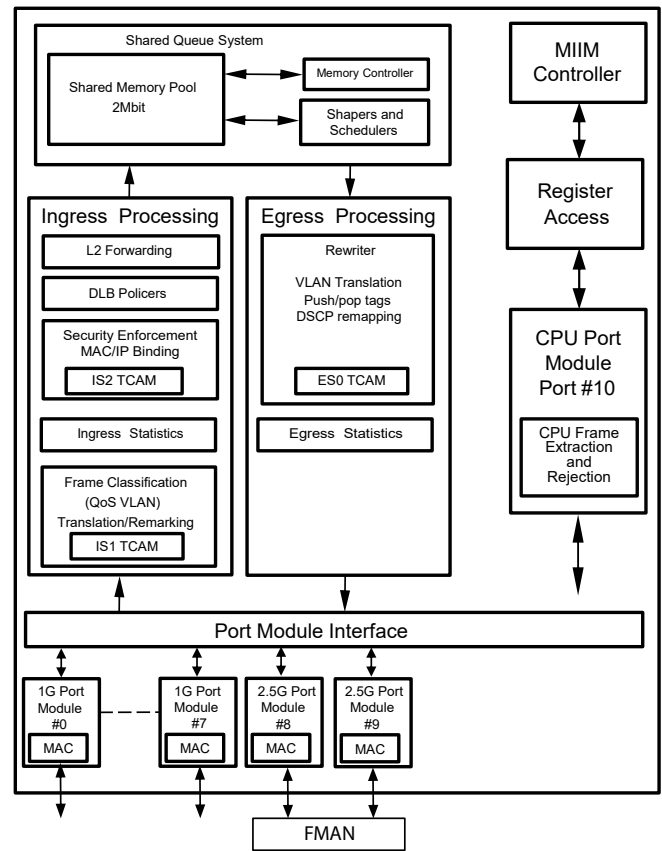 Shared Queue System
Shared Memory Pool
2Mbit
Memory Controller
Shapers and
Schedulers
MIIM
Controller
Register
Access
CPU Port
Module
Port #10
CPU Frame
Extraction
and
Rejection
Ingress Processing
L2 Forwarding
DLB Policers
Security Enforcement
MAC/IP Binding
IS2 TCAM
Ingress Statistics
Frame Classification
(QoS VLAN)
Translation/Remarking
IS1 TCAM
Egress Processing
Rewriter
VLAN Translation
Push/pop tags
DSCP remapping
ES0 TCAM
Egress Statistics
Port Module Interface
1G Port
Module
#0
MAC
1G Port
Module
#7
MAC
2.5G Port
Module
#8
MAC
2.5G Port
Module
#9
MAC
FMAN